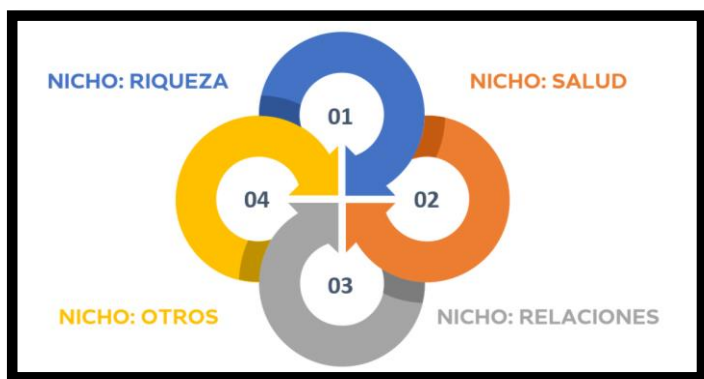 NICHO: RIQUEZA
NICHO: SALUD
01
04
02
03
NICHO: OTROS
NICHO: RELACIONES